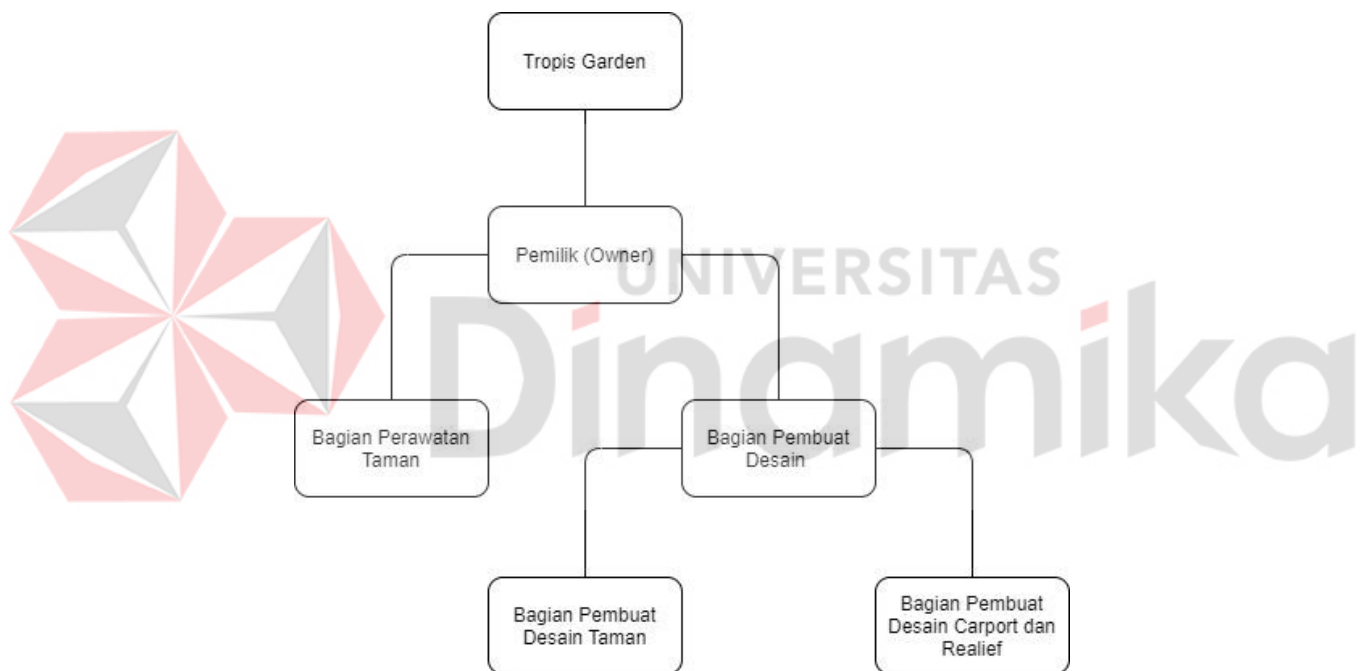 Tropis Garden
Pemilik (Owner)
UNIVERSITAS
Dinamika
Bagian Perawatan
Taman
Bagian Pembuat
Desain
Bagian Pembuat
Desain Taman
Bagian Pembuat
Desain Carport dan
Realief